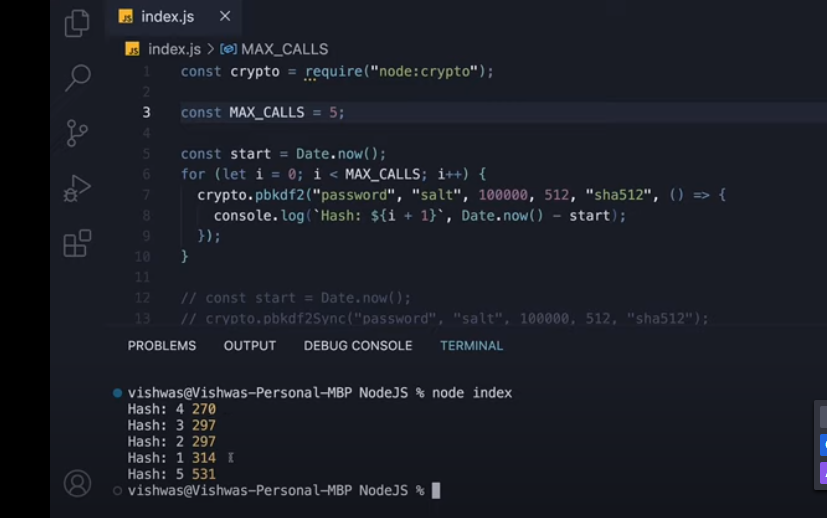 JS index.js ×
JS index.js > MAX_CALLS
1 const crypto = require("node:crypto");
2
3 const MAX_CALLS = 5;
4
5 const start = Date.now();
6 for (let i = 0; i < MAX_CALLS; i++) {
7 crypto.pbkdf2("password", "salt", 100000, 512, "sha512", () => {
8 console.log(`Hash: ${i + 1}`, Date.now() - start);
9 });
10 }
11
12 // const start = Date.now();
13 // crypto.pbkdf2Sync("password", "salt", 100000, 512, "sha512");
PROBLEMS OUTPUT DEBUG CONSOLE TERMINAL
vishwas@Vishwas-Personal-MBP NodeJS % node index
Hash: 4 270
Hash: 3 297
Hash: 2 297
Hash: 1 314
Hash: 5 531
vishwas@Vishwas-Personal-MBP NodeJS %